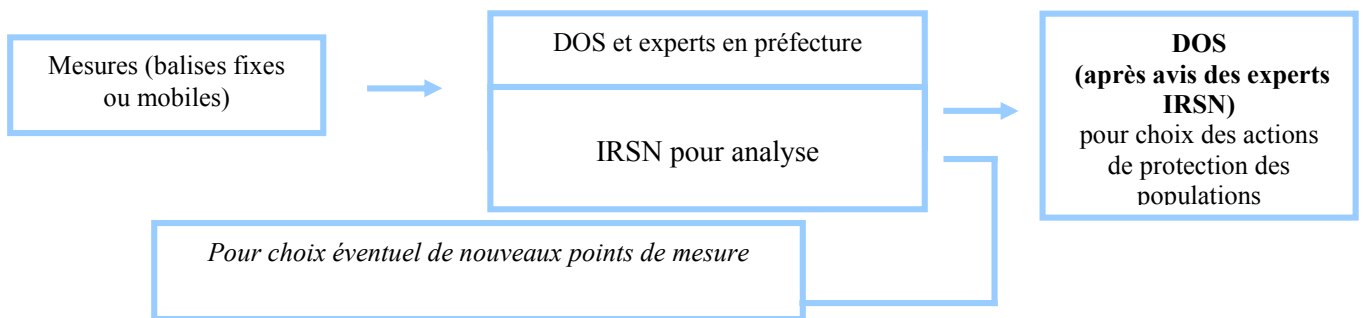 Mesures (balises fixes
ou mobiles)
DOS et experts en préfecture
IRSN pour analyse
DOS
(après avis des experts
IRSN)
pour choix des actions
de protection des
populations
Pour choix éventuel de nouveaux points de mesure